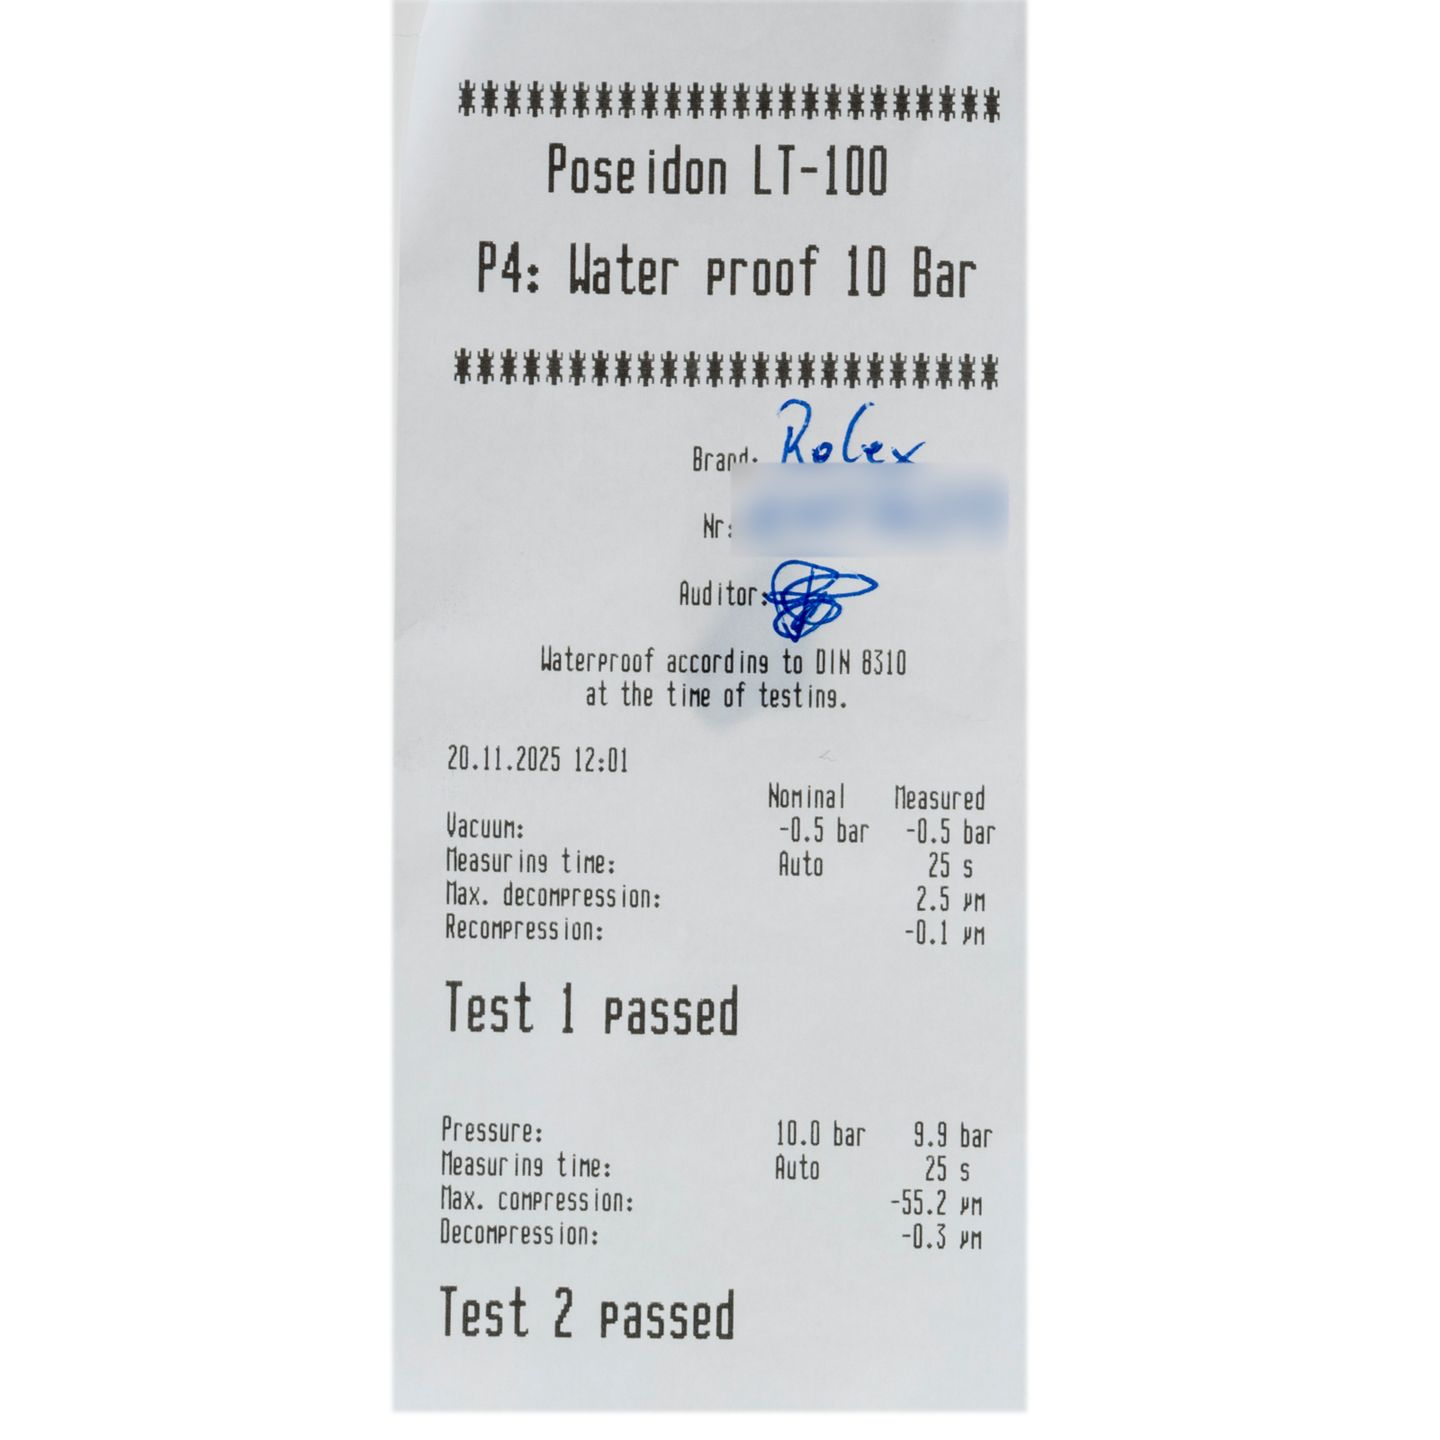 Poseidon LT-100
P4: Water proof 10 Bar
Brand: Rolex
Nr:
Auditor:
Waterproof according to DIN 8310
at the time of testing.
20.11.2025 12:01
Nominal Measured
Vacuum: -0.5 bar -0.5 bar
Measuring time: Auto 25 s
Max. decompression: 2.5 µm
Recompression: -0.1 µm
Test 1 passed
Pressure: 10.0 bar 9.9 bar
Measuring time: Auto 25 s
Max. compression: -55.2 µm
Decompression: -0.3 µm
Test 2 passed